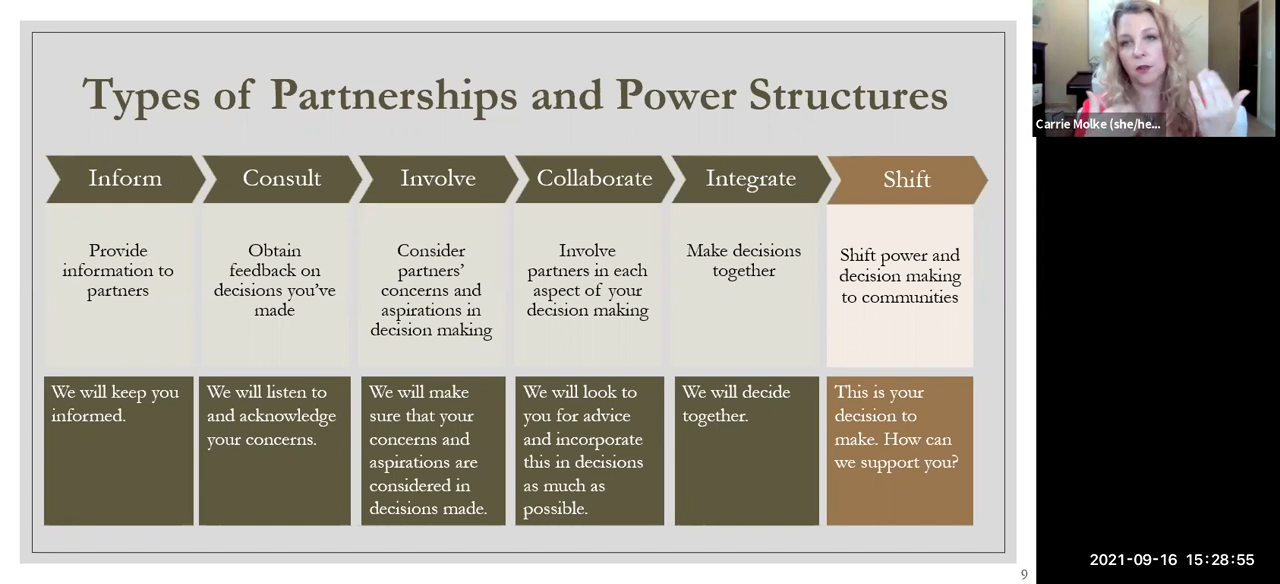 Types of Partnerships and Power Structures
Inform
Consult
Involve
Collaborate
Integrate
Shift
Provide
information to
partners
Obtain
feedback on
decisions you've
made
Consider
partners'
concerns and
aspirations in
decision making
Involve
partners in each
aspect of your
decision making
Make decisions
together
Shift power and
decision making
to communities
We will keep you
informed.
We will listen to
and acknowledge
your concerns.
We will make
sure that your
concerns and
aspirations are
considered in
decisions made.
We will look to
you for advice
and incorporate
this in decisions
as much as
possible.
We will decide
together.
This is your
decision to
make. How can
we support you?
9
Carrie Molke (she/he...
2021-09-16 15:28:55